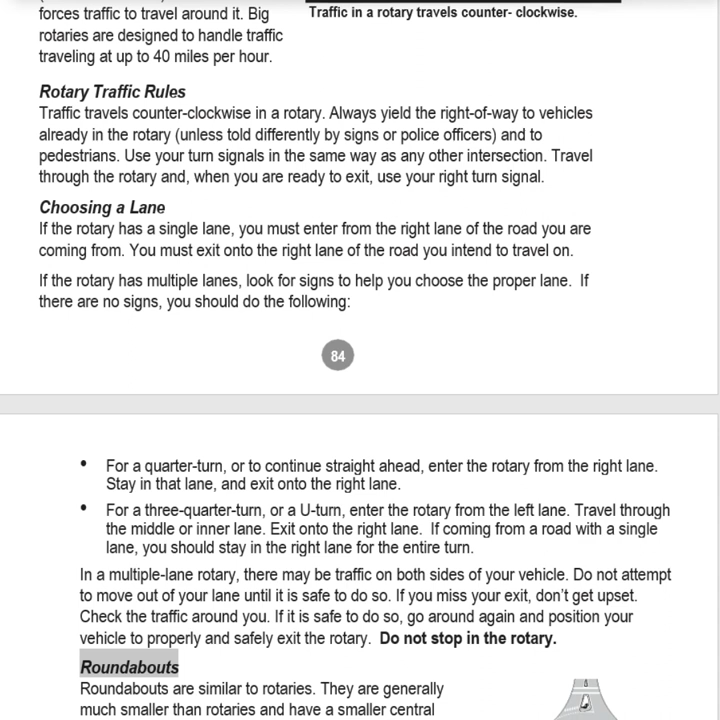 forces traffic to travel around it. Big
rotaries are designed to handle traffic
traveling at up to 40 miles per hour.
Traffic in a rotary travels counter- clockwise.
Rotary Traffic Rules
Traffic travels counter-clockwise in a rotary. Always yield the right-of-way to vehicles
already in the rotary (unless told differently by signs or police officers) and to
pedestrians. Use your turn signals in the same way as any other intersection. Travel
through the rotary and, when you are ready to exit, use your right turn signal.
Choosing a Lane
If the rotary has a single lane, you must enter from the right lane of the road you are
coming from. You must exit onto the right lane of the road you intend to travel on.
If the rotary has multiple lanes, look for signs to help you choose the proper lane. If
there are no signs, you should do the following:
84
• For a quarter-turn, or to continue straight ahead, enter the rotary from the right lane.
Stay in that lane, and exit onto the right lane.
• For a three-quarter-turn, or a U-turn, enter the rotary from the left lane. Travel through
the middle or inner lane. Exit onto the right lane. If coming from a road with a single
lane, you should stay in the right lane for the entire turn.
In a multiple-lane rotary, there may be traffic on both sides of your vehicle. Do not attempt
to move out of your lane until it is safe to do so. If you miss your exit, don't get upset.
Check the traffic around you. If it is safe to do so, go around again and position your
vehicle to properly and safely exit the rotary. Do not stop in the rotary.
Roundabouts
Roundabouts are similar to rotaries. They are generally
much smaller than rotaries and have a smaller central